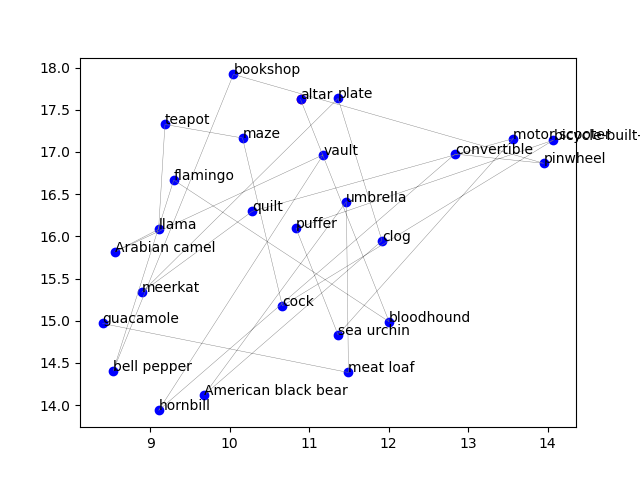 18.0
17.5
17.0
16.5
16.0
15.5
15.0
14.5
14.0
bookshop
altar
plate
teapot
maze
motor scooter
bicycle-built-
vault
convertible
pinwheel
flamingo
quilt
umbrella
llama
puffer
clog
Arabian camel
meerkat
cock
guacamole
bloodhound
sea urchin
bell pepper
meat loaf
American black bear
hornbill
9 10 11 12 13 14